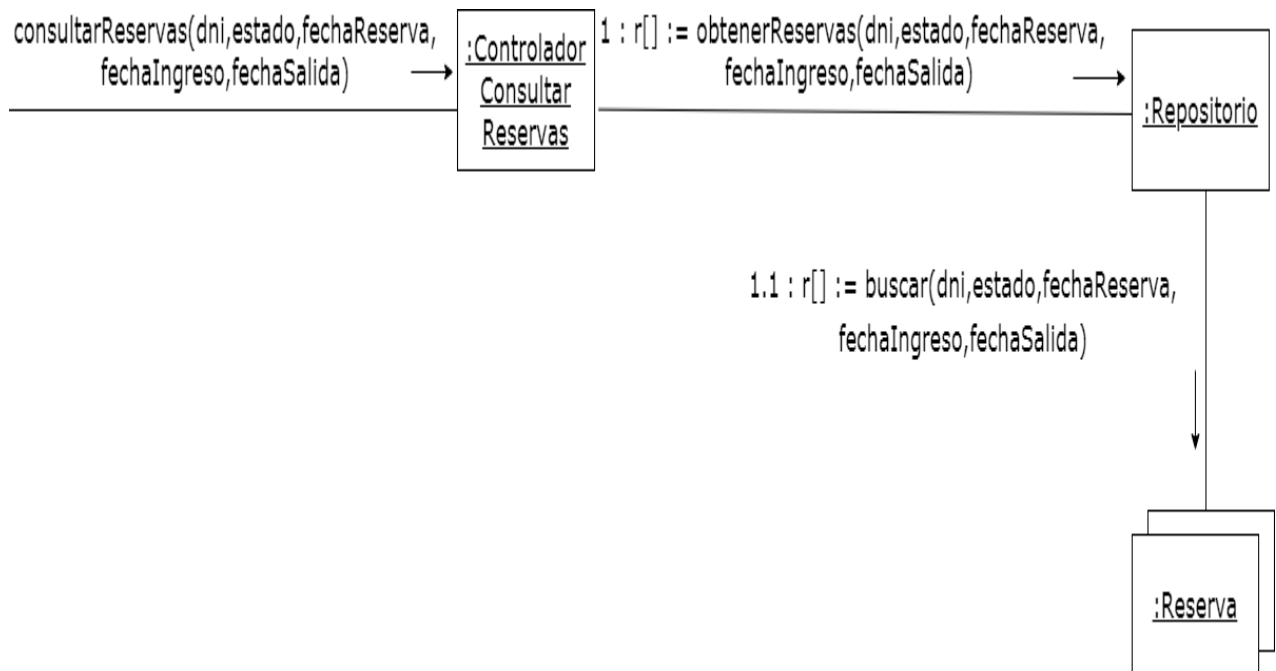 consultarReservas(dni,estado,fechaReserva,
fechaIngreso,fechaSalida)
:Controlador
Consultar
Reservas
1 : r[] := obtenerReservas(dni,estado,fechaReserva,
fechaIngreso,fechaSalida)
:Repositorio
1.1 : r[] := buscar(dni,estado,fechaReserva,
fechaIngreso,fechaSalida)
:Reserva